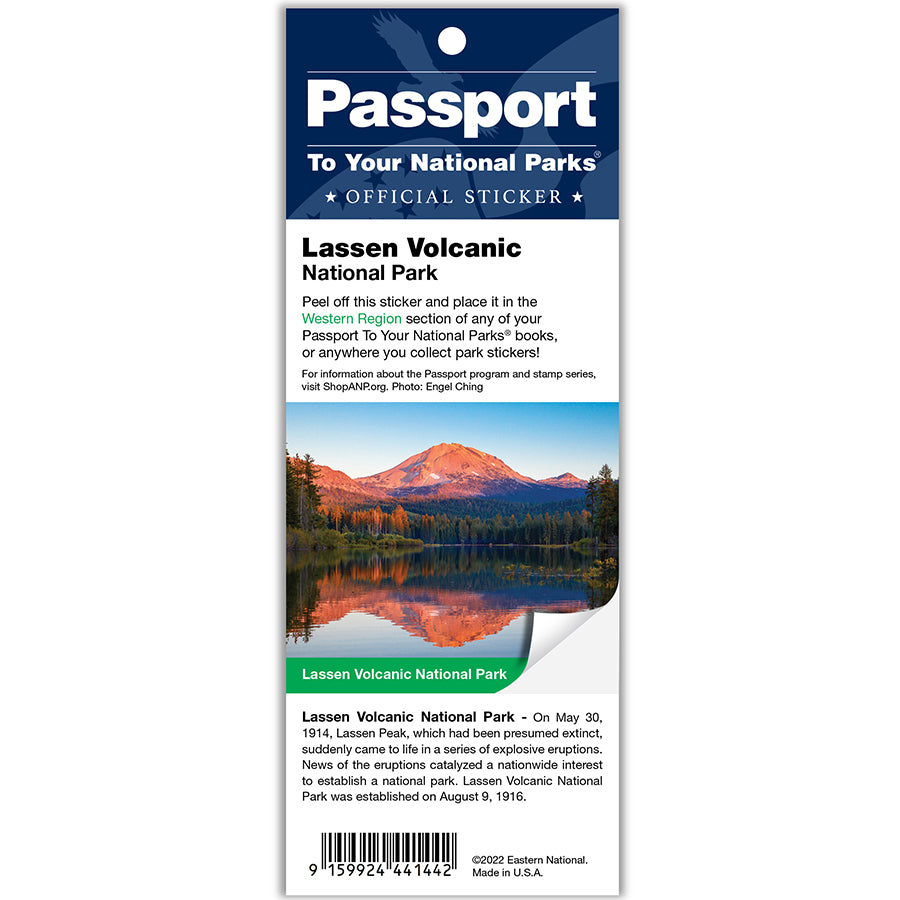 Passport
To Your National Parks®
★ OFFICIAL STICKER ★
Lassen Volcanic
National Park
Peel off this sticker and place it in the
Western Region section of any of your
Passport To Your National Parks® books,
or anywhere you collect park stickers!
For information about the Passport program and stamp series,
visit ShopANP.org. Photo: Engel Ching
Lassen Volcanic National Park
Lassen Volcanic National Park - On May 30,
1914, Lassen Peak, which had been presumed extinct,
suddenly came to life in a series of explosive eruptions.
News of the eruptions catalyzed a nationwide interest
to establish a national park. Lassen Volcanic National
Park was established on August 9, 1916.
9 159924 441442
©2022 Eastern National.
Made in U.S.A.